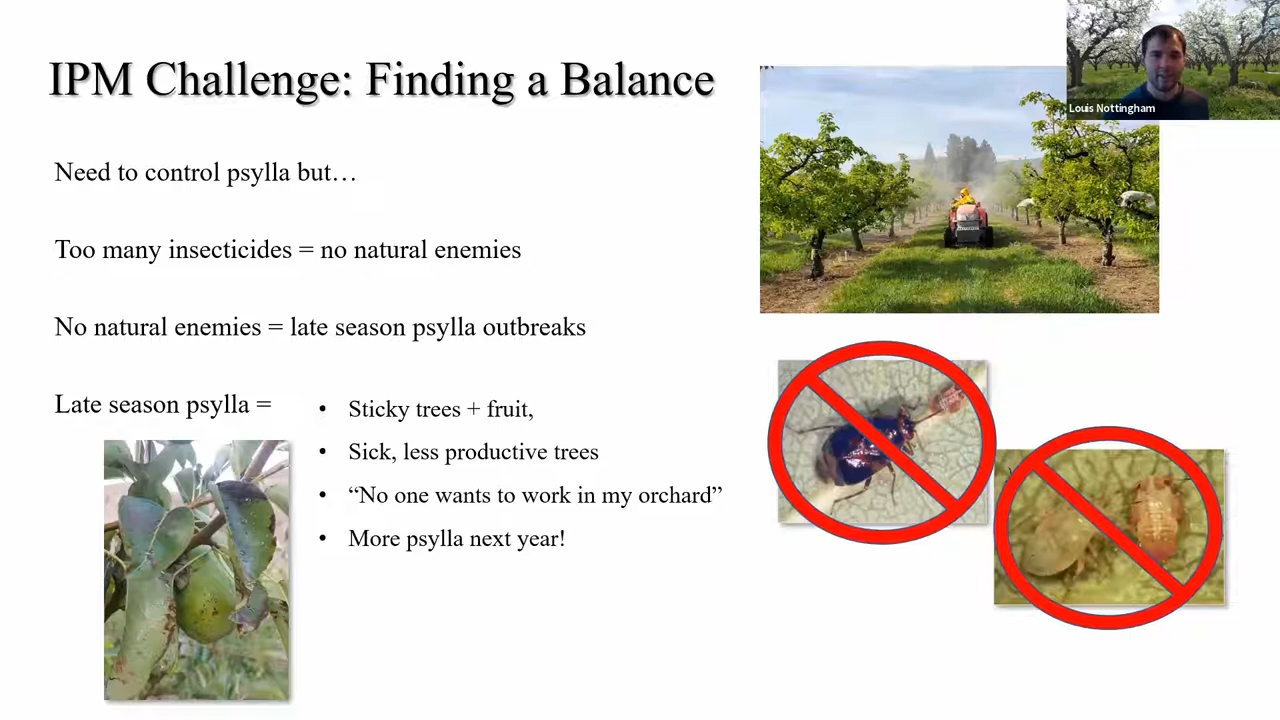 IPM Challenge: Finding a Balance
Louis Nottingham
Need to control psylla but…
Too many insecticides = no natural enemies
No natural enemies = late season psylla outbreaks
Late season psylla =
• Sticky trees + fruit,
• Sick, less productive trees
• “No one wants to work in my orchard”
• More psylla next year!